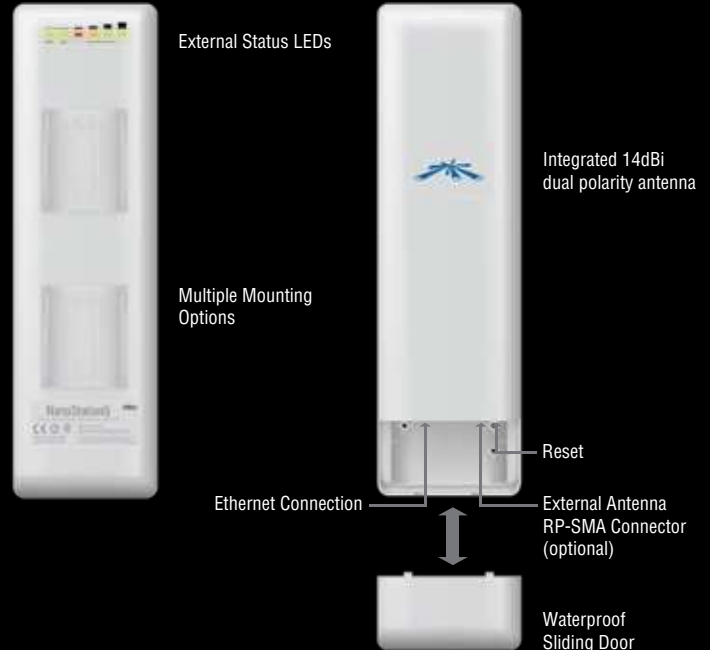 External Status LEDs
Integrated 14dBi
dual polarity antenna
Multiple Mounting
Options
NanoStation5
Reset
Ethernet Connection
External Antenna
RP-SMA Connector
(optional)
Waterproof
Sliding Door